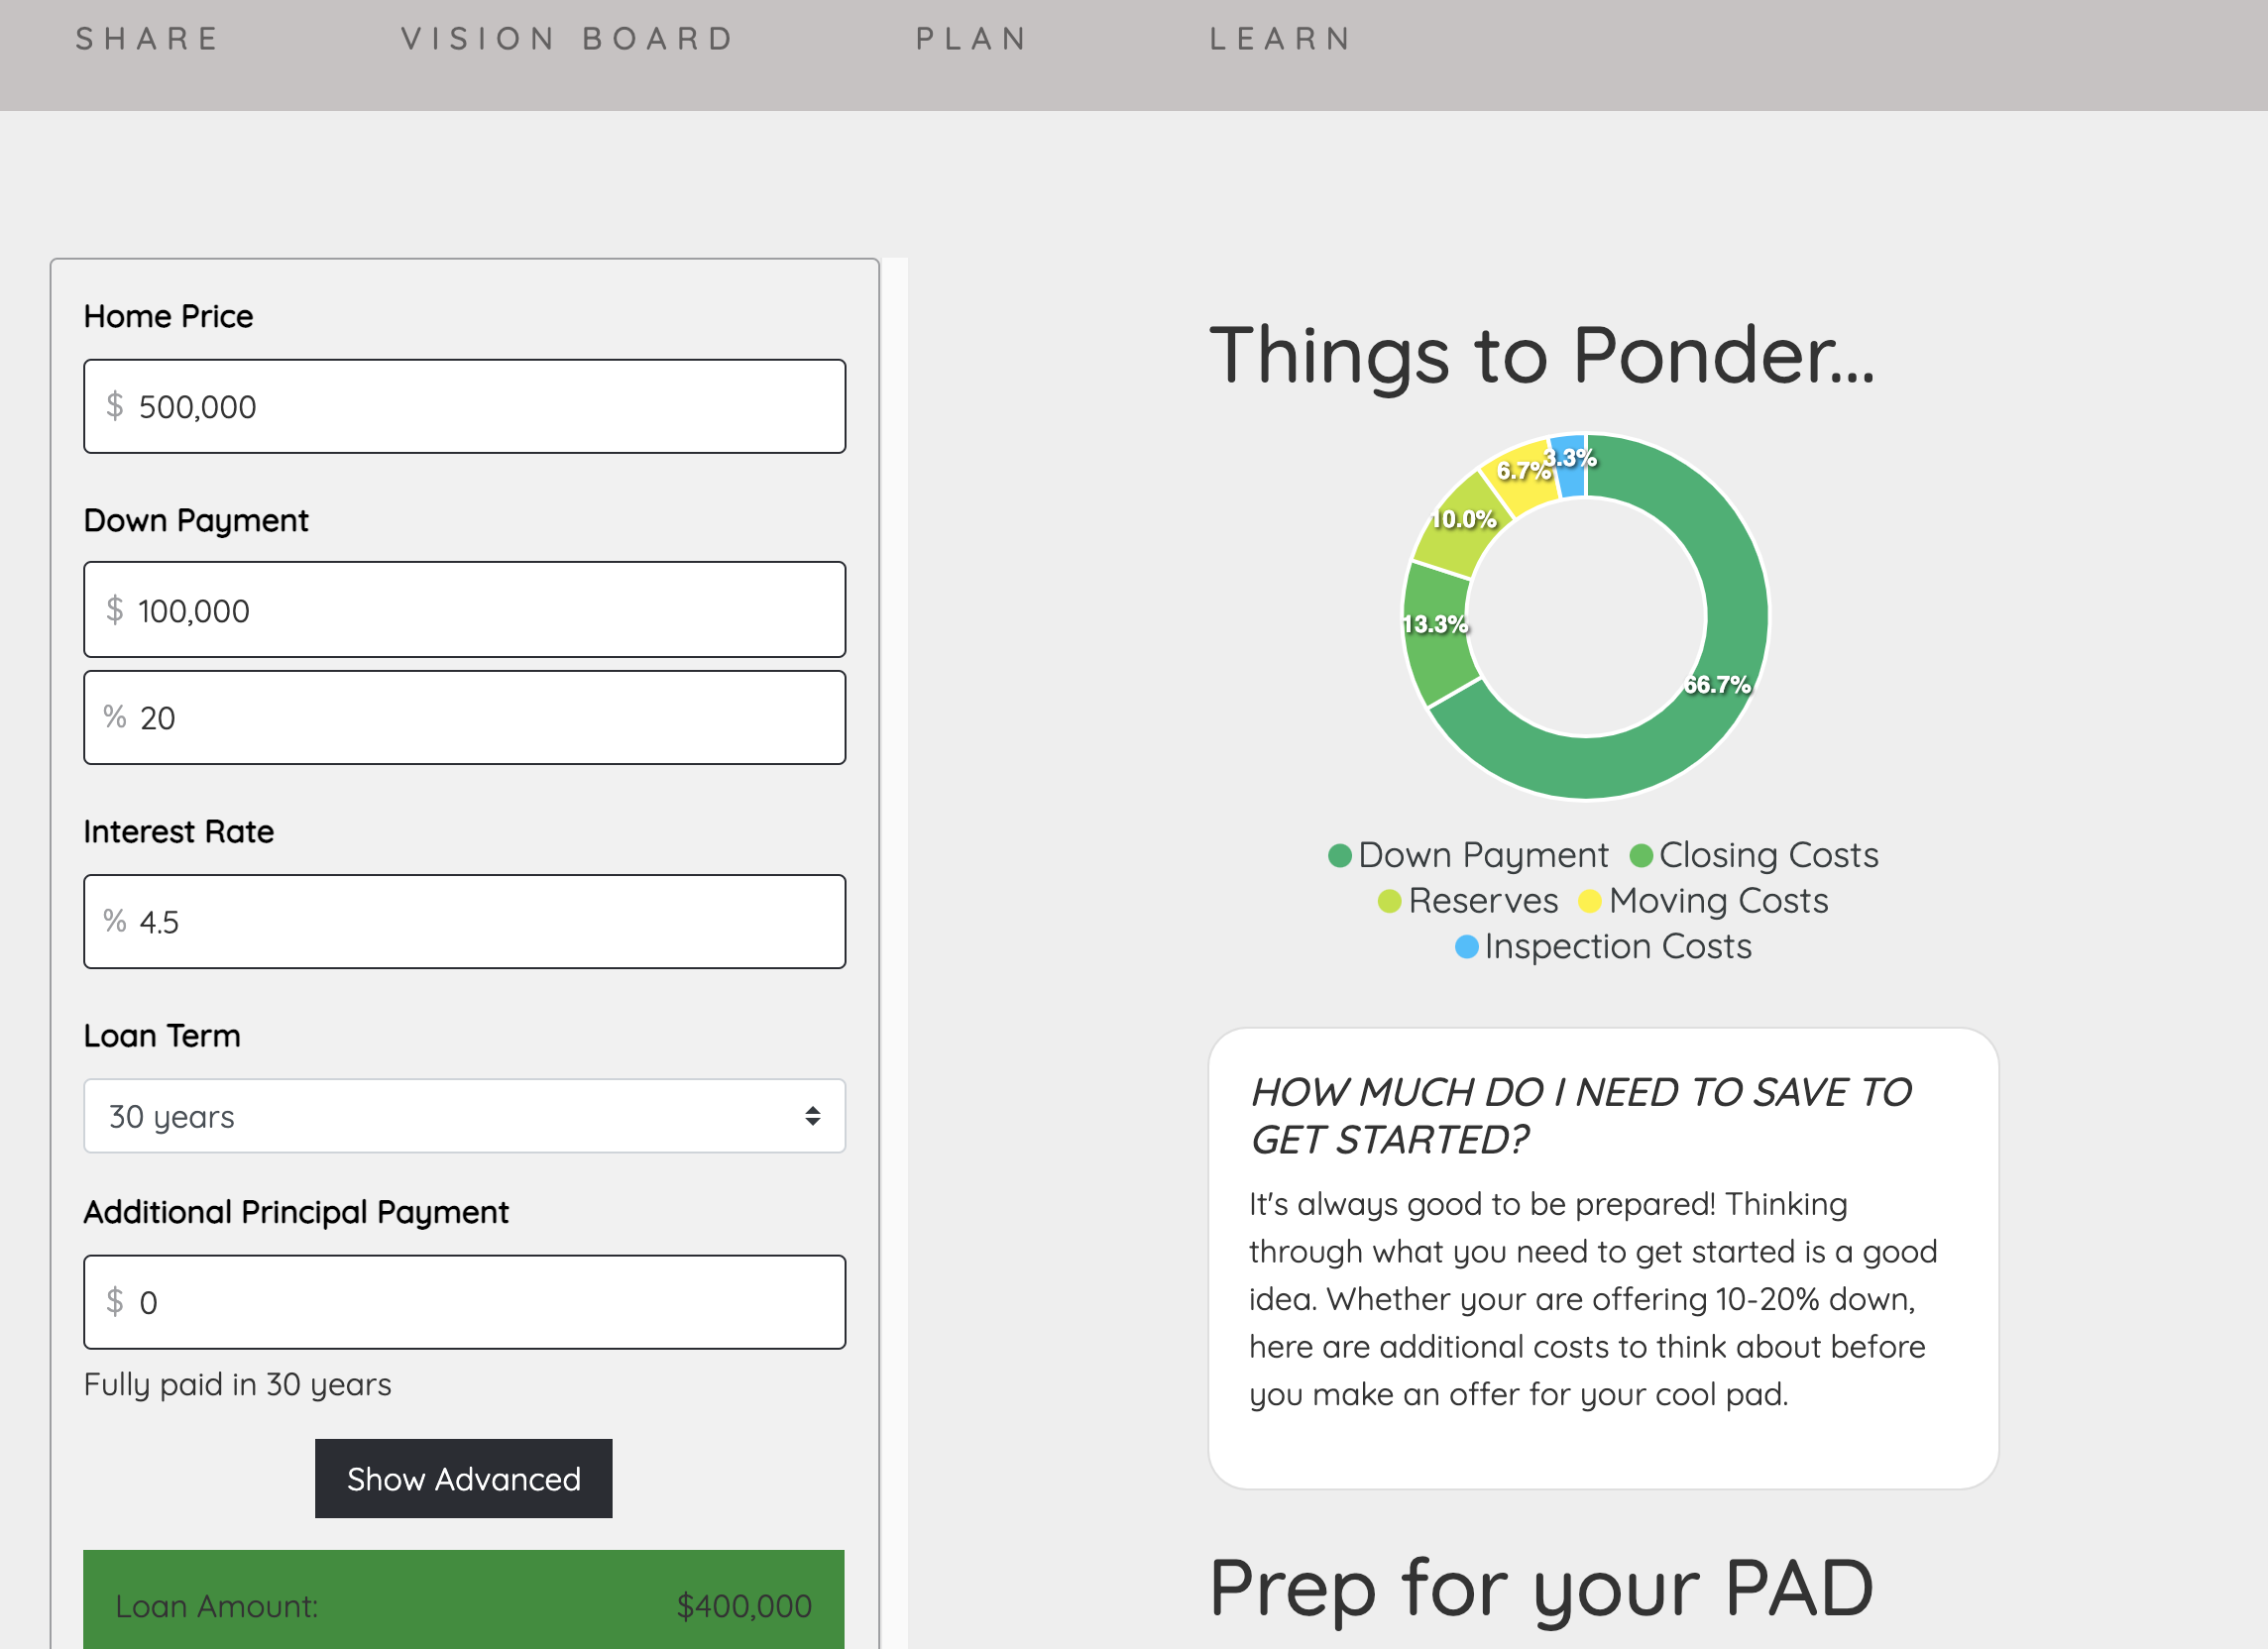 SHARE VISION BOARD PLAN LEARN
Home Price
$ 500,000
Down Payment
$ 100,000
% 20
Interest Rate
% 4.5
Loan Term
30 years
Additional Principal Payment
$ 0
Fully paid in 30 years
Show Advanced
Loan Amount: $400,000
Things to Ponder...
3.3%
6.7%
10.0%
13.3%
66.7%
Down Payment Closing Costs
Reserves Moving Costs
Inspection Costs
HOW MUCH DO I NEED TO SAVE TO
GET STARTED?
It's always good to be prepared! Thinking
through what you need to get started is a good
idea. Whether your are offering 10-20% down,
here are additional costs to think about before
you make an offer for your cool pad.
Prep for your PAD